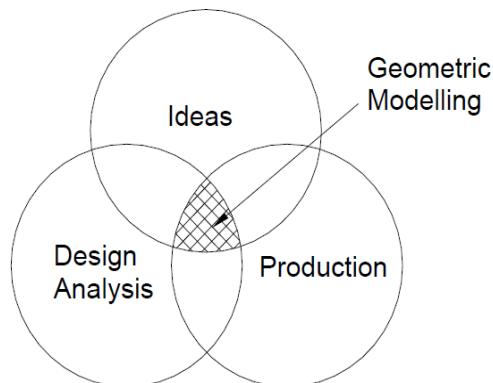 Ideas
Geometric
Modelling
Design
Analysis
Production